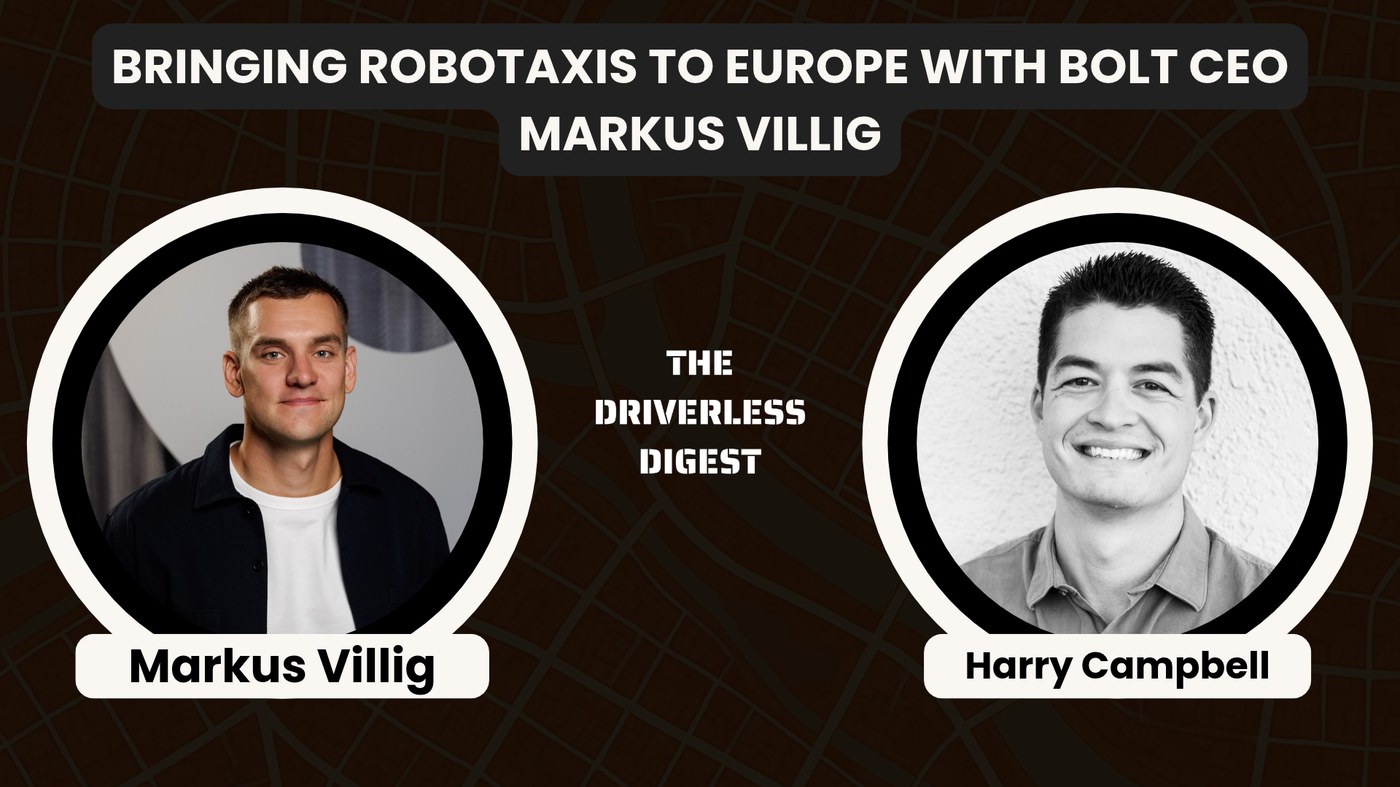 BRINGING ROBOTAXIS TO EUROPE WITH BOLT CEO
MARKUS VILLIG
THE
DRIVERLESS
DIGEST
Markus Villig
Harry Campbell